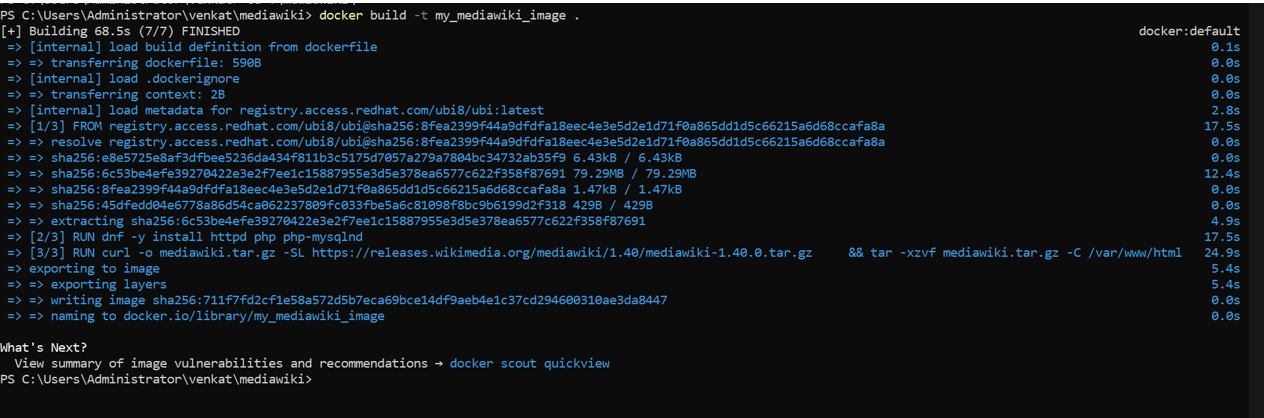 PS C:\Users\Administrator\venkat\mediawiki> docker build -t my_mediawiki_image .
[+] Building 68.5s (7/7) FINISHED docker:default
=> [internal] load build definition from dockerfile 0.1s
=> => transferring dockerfile: 590B 0.0s
=> [internal] load .dockerignore 0.0s
=> => transferring context: 2B 0.0s
=> [internal] load metadata for registry.access.redhat.com/ubi8/ubi:latest 2.8s
=> [1/3] FROM registry.access.redhat.com/ubi8/ubi@sha256:8fea2399f44a9dfdfa18eec4e3e5d2e1d71f0a865dd1d5c66215a6d68ccafa8a 17.5s
=> => resolve registry.access.redhat.com/ubi8/ubi@sha256:8fea2399f44a9dfdfa18eec4e3e5d2e1d71f0a865dd1d5c66215a6d68ccafa8a 0.0s
=> => sha256:e8e5725e8af3dfbee5236da434f811b3c5175d7057a279a7804bc34732ab35f9 6.43kB / 6.43kB 0.0s
=> => sha256:6c53be4efe39270422e3e2f7ee1c15887955e3d5e378ea6577c622f358f87691 79.29MB / 79.29MB 12.4s
=> => sha256:8fea2399f44a9dfdfa18eec4e3e5d2e1d71f0a865dd1d5c66215a6d68ccafa8a 1.47kB / 1.47kB 0.0s
=> => sha256:45dfedd04e6778a86d54ca062237809fc033fbe5a6c81098f8bc9b6199d2f318 429B / 429B 0.0s
=> => extracting sha256:6c53be4efe39270422e3e2f7ee1c15887955e3d5e378ea6577c622f358f87691 4.9s
=> [2/3] RUN dnf -y install httpd php php-mysqlnd 17.5s
=> [3/3] RUN curl -o mediawiki.tar.gz -SL https://releases.wikimedia.org/mediawiki/1.40/mediawiki-1.40.0.tar.gz && tar -xzvf mediawiki.tar.gz -C /var/www/html 24.9s
=> exporting to image 5.4s
=> => exporting layers 5.4s
=> => writing image sha256:711f7fd2cf1e58a572d5b7eca69bce14df9aeb4e1c37cd294600310ae3da8447 0.0s
=> => naming to docker.io/library/my_mediawiki_image 0.0s
What's Next?
View summary of image vulnerabilities and recommendations → docker scout quickview
PS C:\Users\Administrator\venkat\mediawiki>